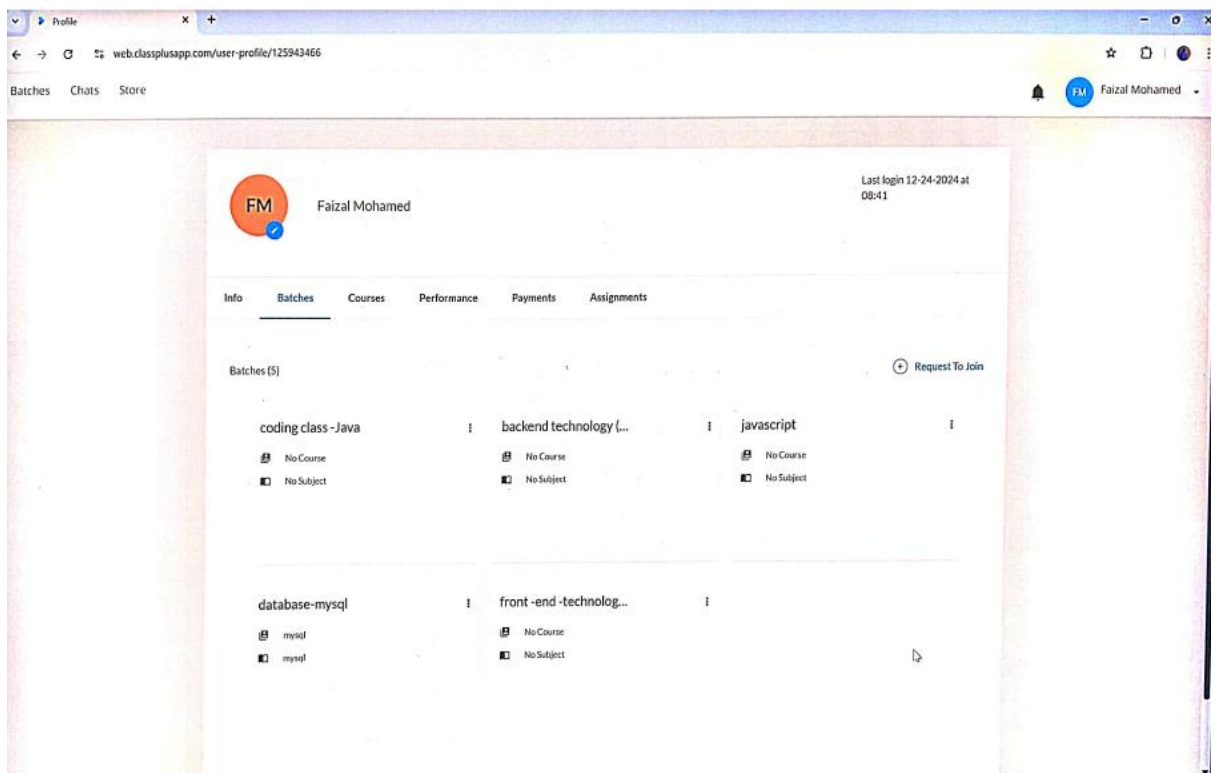 Profile
web.classplusapp.com/user-profile/125943466
Batches Chats Store
FM Faizal Mohamed
FM Faizal Mohamed
Last login 12-24-2024 at
08:41
Info Batches Courses Performance Payments Assignments
Batches (5)
Request To Join
coding class -Java
No Course
No Subject
backend technology (...
No Course
No Subject
javascript
No Course
No Subject
database-mysql
mysql
mysql
front -end -technolog...
No Course
No Subject